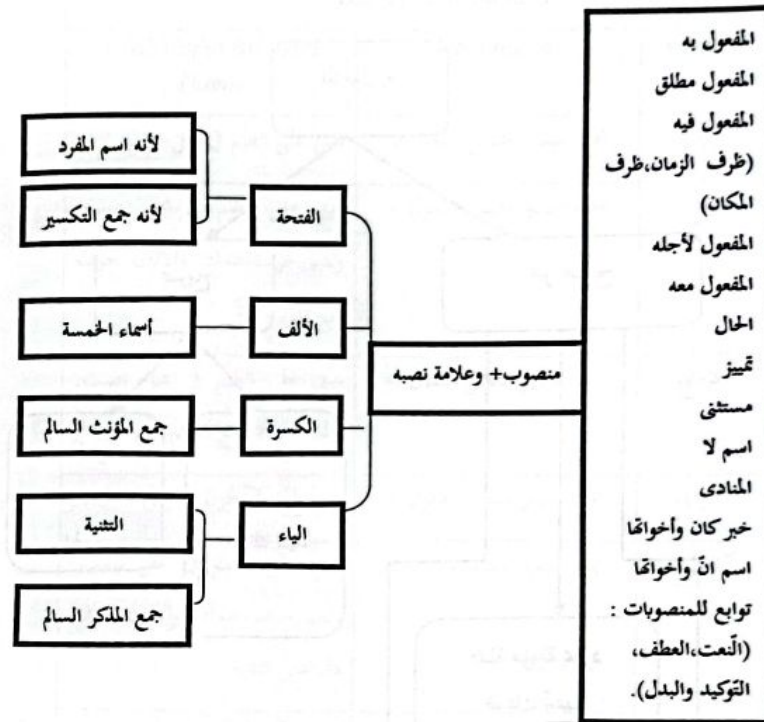 المفعول به
المفعول مطلق
المفعول فيه
(ظرف الزمان،ظرف
المكان)
المفعول لأجله
المفعول معه
الحال
تمييز
مستثنى
اسم لا
المنادى
خبر كان وأخواتها
اسم انّ وأخواتها
توابع للمنصوبات :
(النّعت،العطف،
التّوكيد والبدل).
منصوب+ وعلامة نصبه
الفتحة
لأنه اسم المفرد
لأنه جمع التكسير
الألف
أسماء الخمسة
الكسرة
جمع المؤنث السالم
الياء
التثنية
جمع المذكر السالم